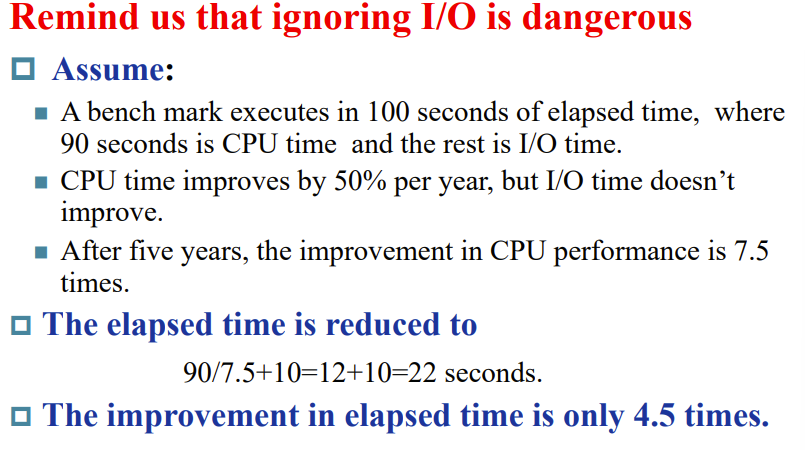 Remind us that ignoring I/O is dangerous
Assume:
A bench mark executes in 100 seconds of elapsed time, where
90 seconds is CPU time and the rest is I/O time.
CPU time improves by 50% per year, but I/O time doesn’t
improve.
After five years, the improvement in CPU performance is 7.5
times.
The elapsed time is reduced to
90/7.5+10=12+10=22 seconds.
The improvement in elapsed time is only 4.5 times.